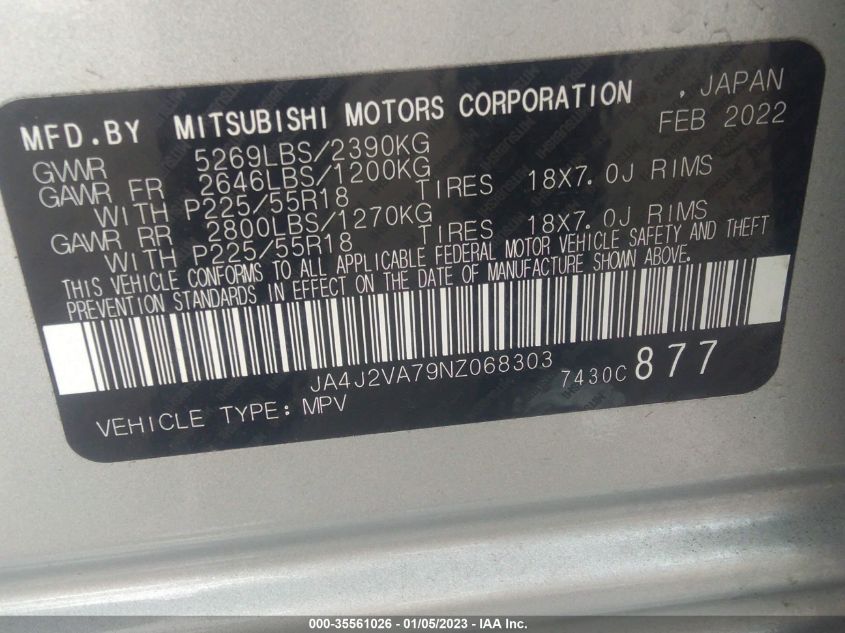 MFD.BY MITSUBISHI MOTORS CORPORATION , JAPAN
FEB 2022
GVWR 5269LBS/2390KG
GAWR FR 2646LBS/1200KG
WITH P225/55R18 TIRES 18X7.0J RIMS
GAWR RR 2800LBS/1270KG
WITH P225/55R18 TIRES 18X7.0J RIMS
THIS VEHICLE CONFORMS TO ALL APPLICABLE FEDERAL MOTOR VEHICLE SAFETY AND THEFT
PREVENTION STANDARDS IN EFFECT ON THE DATE OF MANUFACTURE SHOWN ABOVE.
JA4J2VA79NZ068303 7430C 877
VEHICLE TYPE: MPV
000-35561026 - 01/05/2023 - © IAA Inc.